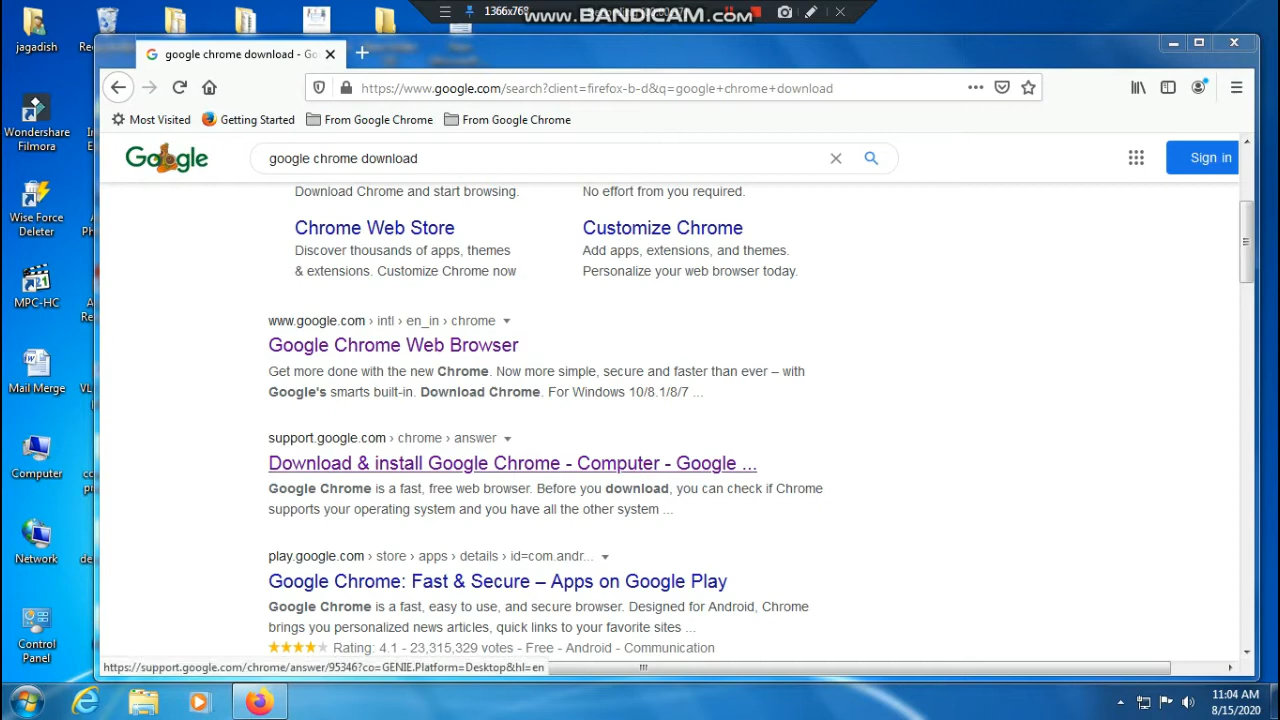 1366x768
www.BANDICAM.com
jagadish
google chrome download - Go
https://www.google.com/search?client=firefox-b-d&q=google+chrome+download
Most Visited
Getting Started
From Google Chrome
From Google Chrome
Google
google chrome download
Sign in
Download Chrome and start browsing.
No effort from you required.
Chrome Web Store
Customize Chrome
Discover thousands of apps, themes
Add apps, extensions, and themes.
& extensions. Customize Chrome now
Personalize your web browser today.
www.google.com › intl › en_in › chrome
Google Chrome Web Browser
Get more done with the new Chrome. Now more simple, secure and faster than ever – with
Google's smarts built-in. Download Chrome. For Windows 10/8.1/8/7 ...
support.google.com › chrome › answer
Download & install Google Chrome - Computer - Google ...
Google Chrome is a fast, free web browser. Before you download, you can check if Chrome
supports your operating system and you have all the other system ...
play.google.com › store › apps › details › id=com.andr...
Google Chrome: Fast & Secure – Apps on Google Play
Google Chrome is a fast, easy to use, and secure browser. Designed for Android, Chrome
brings you personalized news articles, quick links to your favorite sites ...
Rating: 4.1 - 23,315,329 votes - Free - Android - Communication
https://support.google.com/chrome/answer/95346?co=GENIE.Platform=Desktop&hl=en
Wondershare
Filmora
Wise Force
Deleter
MPC-HC
Mail Merge
Computer
Network
Control
Panel
11:04 AM
8/15/2020